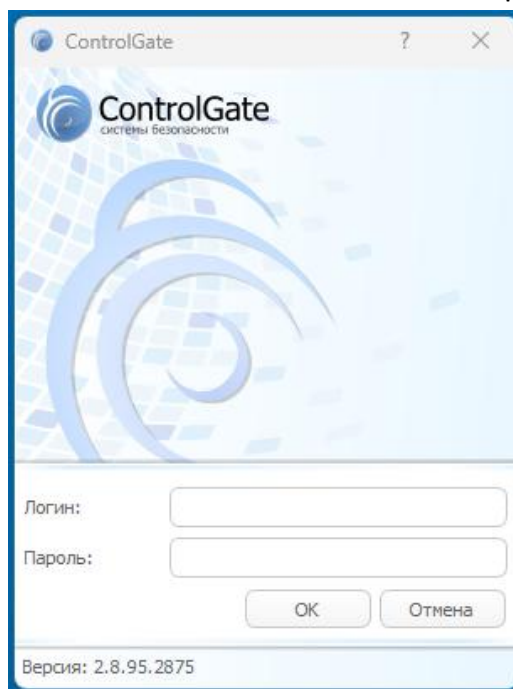 ControlGate
?
ControlGate
системы безопасности
Логин:
Пароль:
OK
Отмена
Версия: 2.8.95.2875